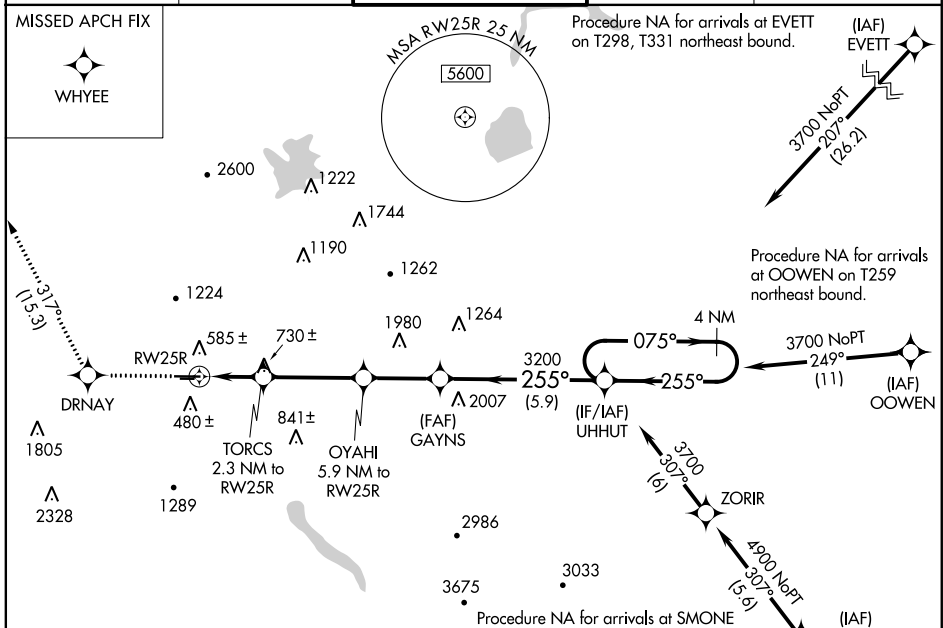 MISSED APCH FIX
WHYEE
MSA RW25R 25 NM
5600
Procedure NA for arrivals at EVETT
on T298, T331 northeast bound.
(IAF)
EVETT
3700 NoPT
207°
(26.2)
2600
1222
1744
1190
1262
Procedure NA for arrivals
at OOWEN on T259
northeast bound.
317°
(15.3)
1224
585 ±
730 ±
1980
1264
4 NM
075°
3700 NoPT
249°
(11)
(IAF)
OOWEN
RW25R
3200
255°
(5.9)
255°
DRNAY
480 ±
841 ±
2007
(FAF)
GAYNS
(IF/IAF)
UHHUT
1805
TORCS
2.3 NM to
RW25R
OYAHI
5.9 NM to
RW25R
3700
307°
(6)
ZORIR
2328
1289
2986
4900 NoPT
307°
(5.6)
3675
3033
Procedure NA for arrivals at SMONE
(IAF)